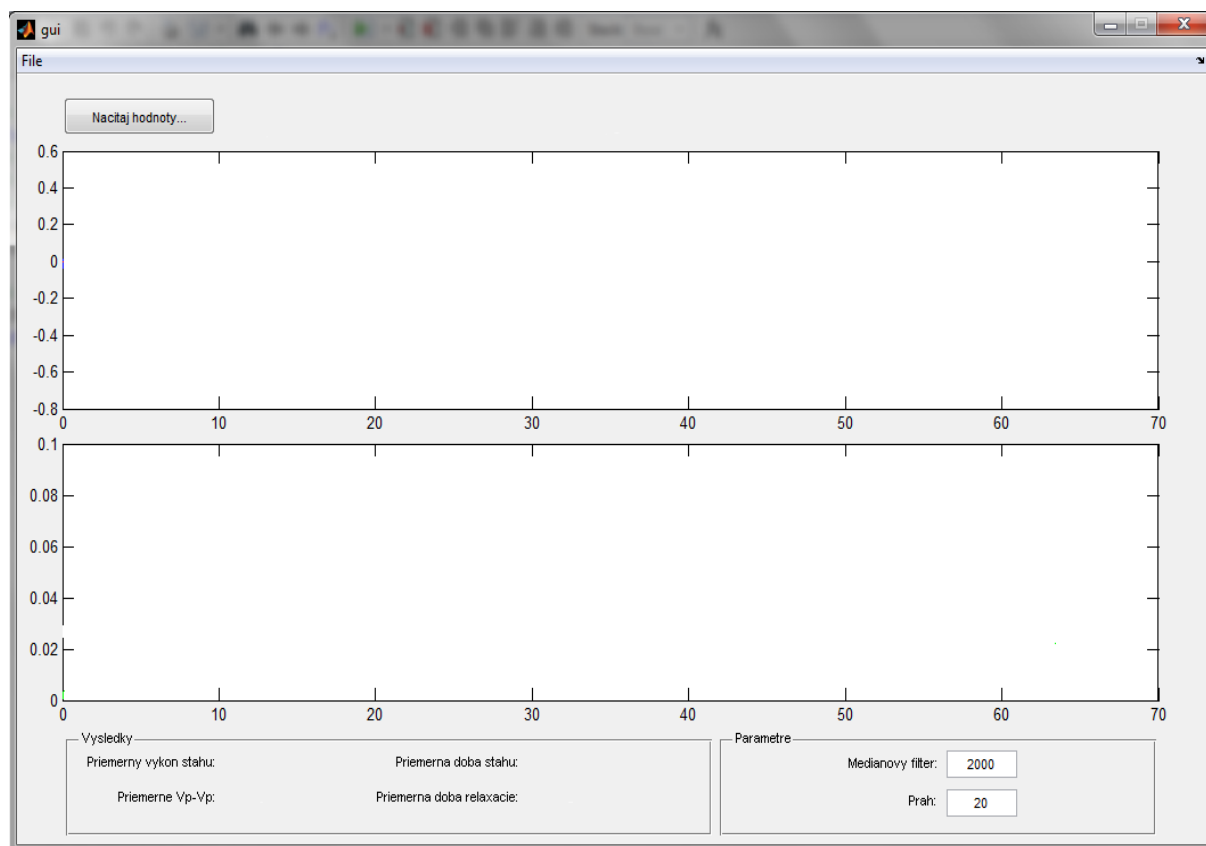 gui
File
Nacitaj hodnoty...
0.6
0.4
0.2
0
-0.2
-0.4
-0.6
-0.8
0 10 20 30 40 50 60 70
0.1
0.08
0.06
0.04
0.02
0
0 10 20 30 40 50 60 70
Vysledky
Priemerny vykon stahu: Priemerna doba stahu:
Priemerne Vp-Vp: Priemerna doba relaxacie:
Parametre
Medianovy filter: 2000
Prah: 20